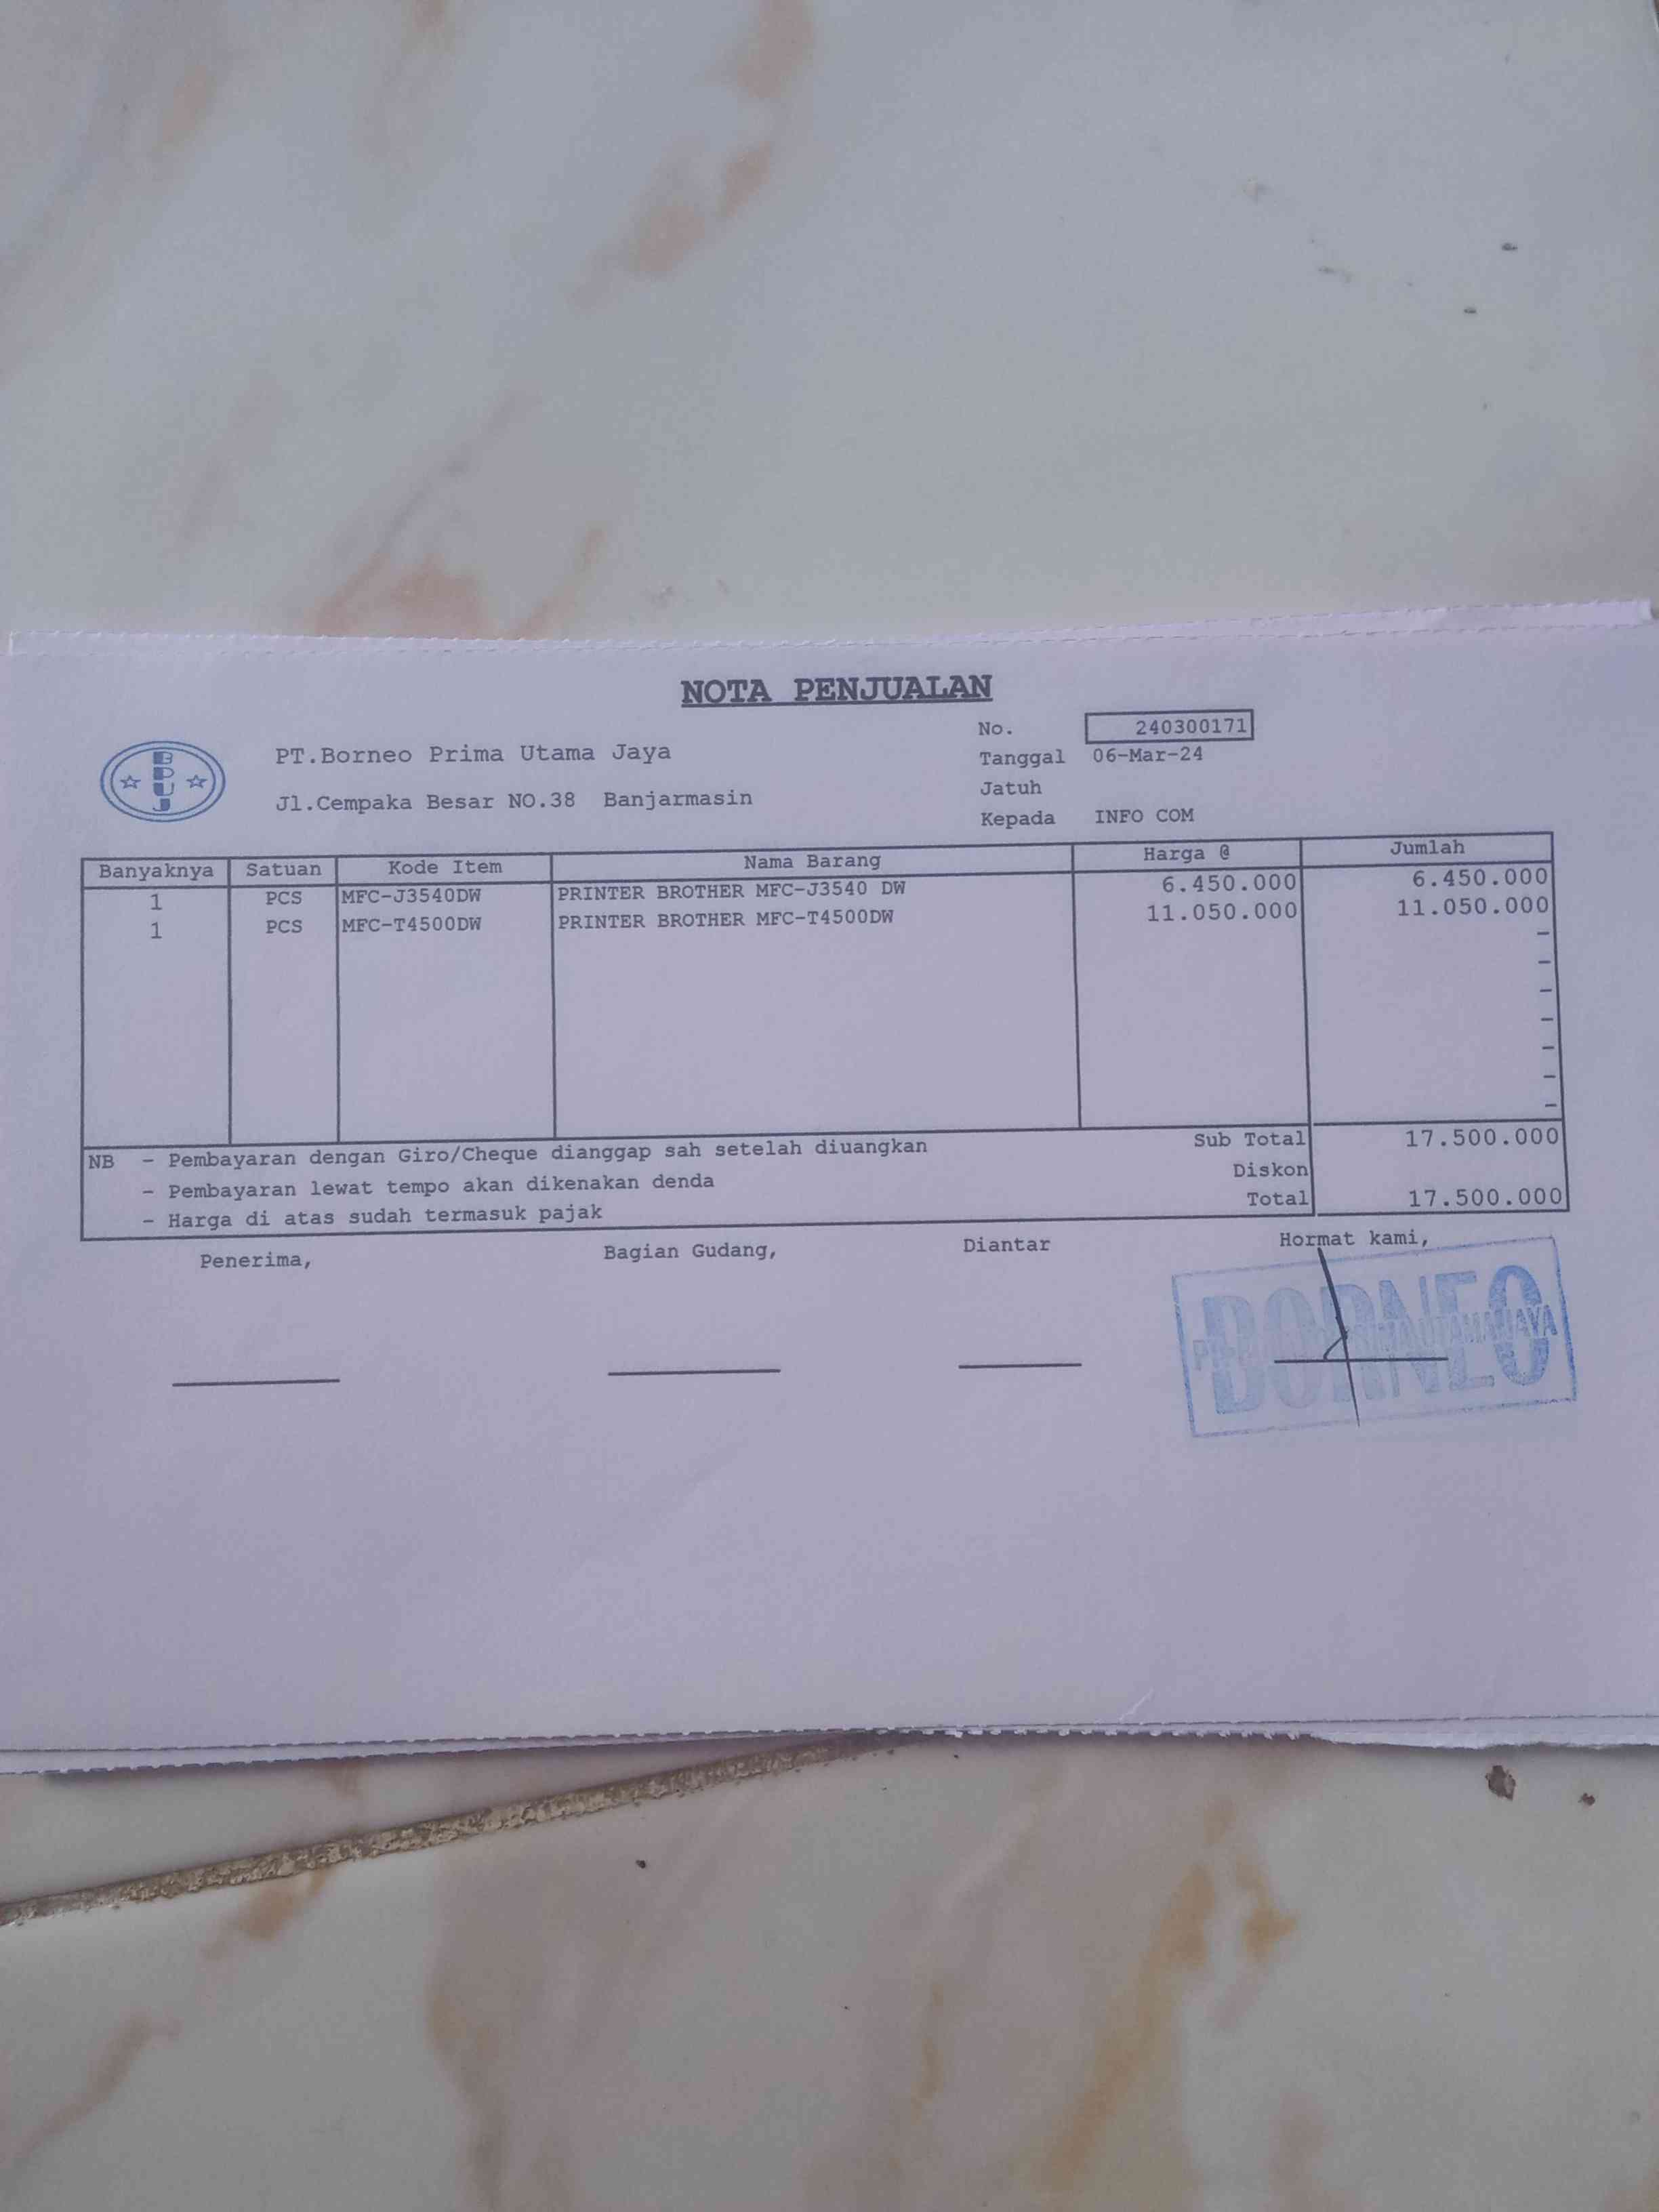 NOTA PENJUALAN
No. 240300171
PT.Borneo Prima Utama Jaya
Tanggal 06-Mar-24
Jatuh
Jl.Cempaka Besar NO.38 Banjarmasin
Kepada INFO COM
B
P
U
J
Banyaknya Satuan Kode Item Nama Barang Harga @ Jumlah
1 PCS MFC-J3540DW PRINTER BROTHER MFC-J3540 DW 6.450.000 6.450.000
1 PCS MFC-T4500DW PRINTER BROTHER MFC-T4500DW 11.050.000 11.050.000
-
-
-
-
-
-
-
NB - Pembayaran dengan Giro/Cheque dianggap sah setelah diuangkan Sub Total 17.500.000
- Pembayaran lewat tempo akan dikenakan denda Diskon
- Harga di atas sudah termasuk pajak Total 17.500.000
Penerima, Bagian Gudang, Diantar Hormat kami,
BORNEO
UTAMA JAYA